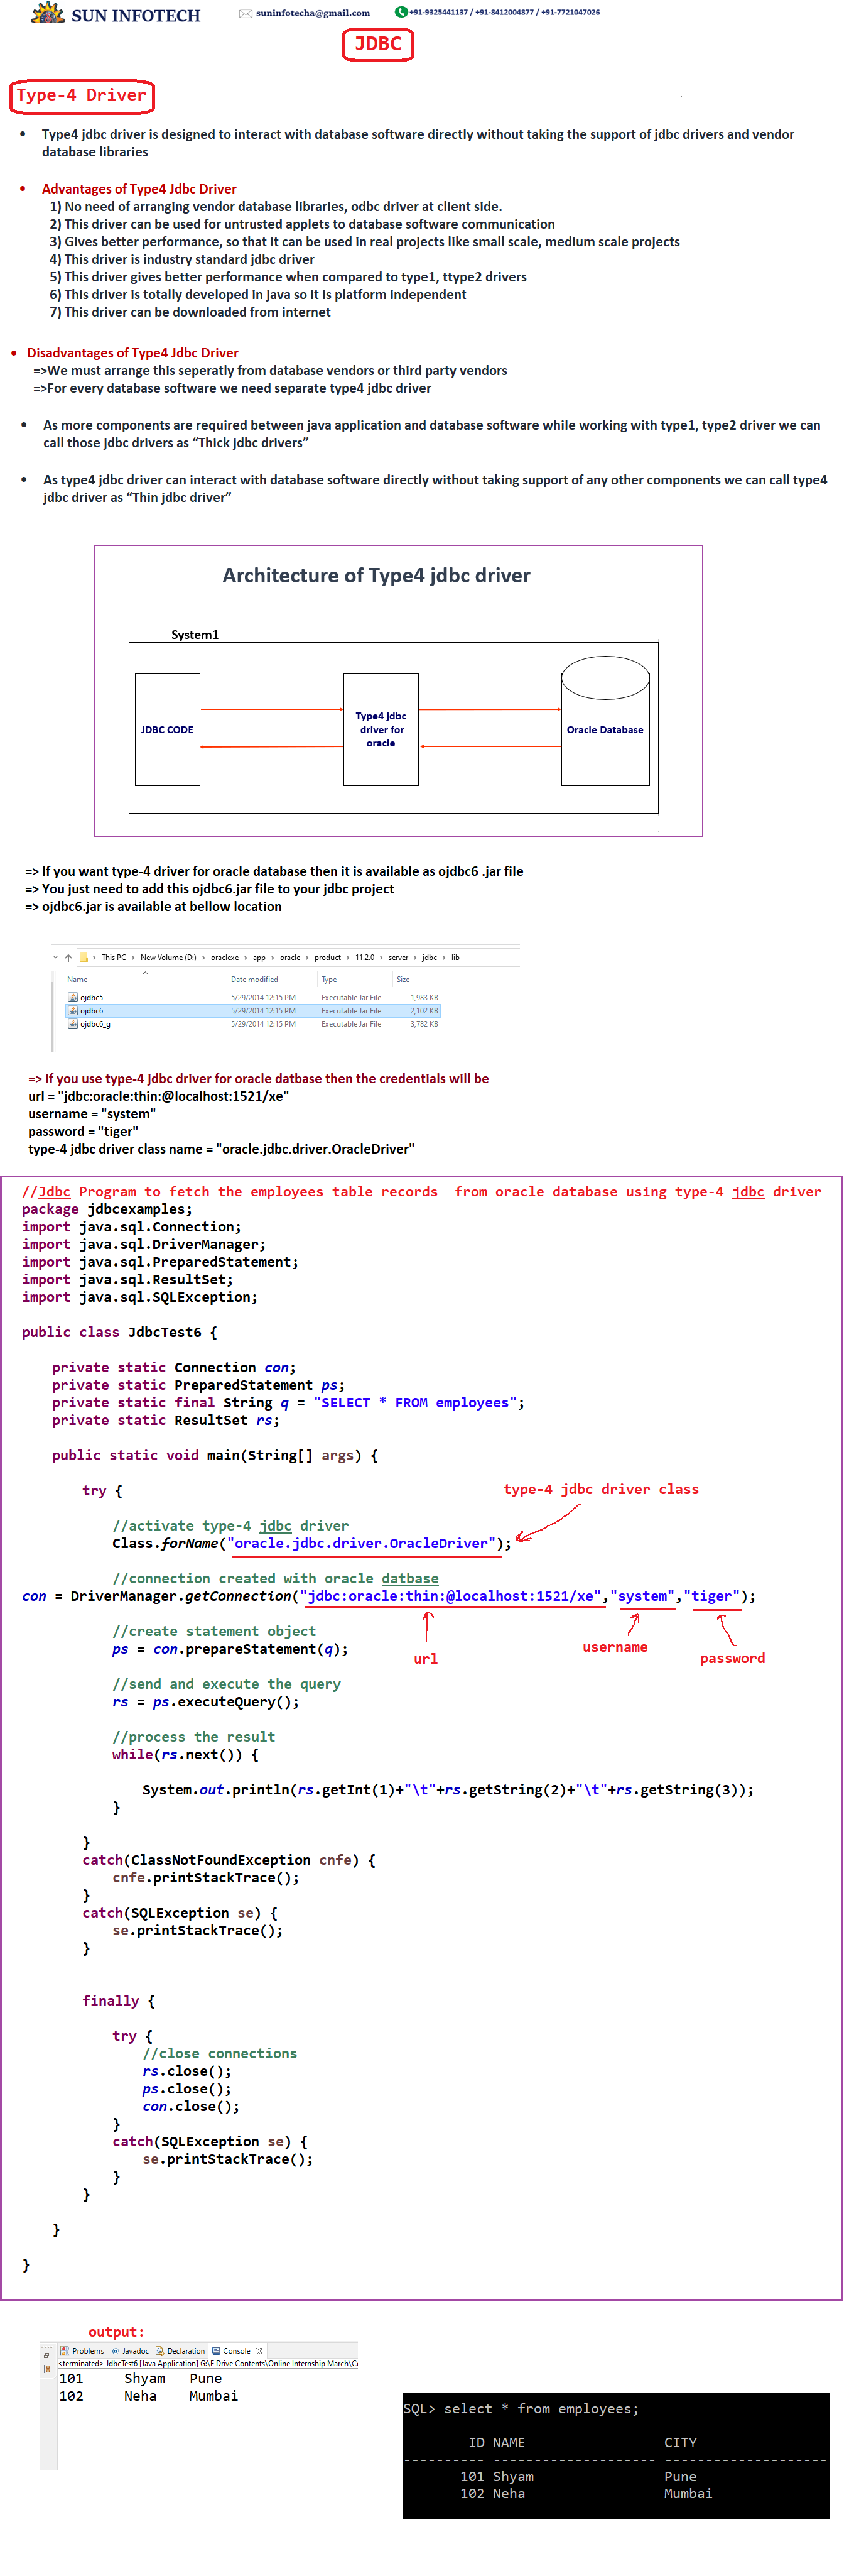 SUN INFOTECH
suninfotecha@gmail.com
+91-9325441137 / +91-8412004877 / +91-7721047026
JDBC
Type-4 Driver
• Type4 jdbc driver is designed to interact with database software directly without taking the support of jdbc drivers and vendor
database libraries
• Advantages of Type4 Jdbc Driver
1) No need of arranging vendor database libraries, odbc driver at client side.
2) This driver can be used for untrusted applets to database software communication
3) Gives better performance, so that it can be used in real projects like small scale, medium scale projects
4) This driver is industry standard jdbc driver
5) This driver gives better performance when compared to type1, ttype2 drivers
6) This driver is totally developed in java so it is platform independent
7) This driver can be downloaded from internet
• Disadvantages of Type4 Jdbc Driver
=>We must arrange this seperatly from database vendors or third party vendors
=>For every database software we need separate type4 jdbc driver
• As more components are required between java application and database software while working with type1, type2 driver we can
call those jdbc drivers as “Thick jdbc drivers”
• As type4 jdbc driver can interact with database software directly without taking support of any other components we can call type4
jdbc driver as “Thin jdbc driver”
Architecture of Type4 jdbc driver
System1
JDBC CODE
Type4 jdbc
driver for
oracle
Oracle Database
=> If you want type-4 driver for oracle database then it is available as ojdbc6 .jar file
=> You just need to add this ojdbc6.jar file to your jdbc project
=> ojdbc6.jar is available at bellow location
This PC > New Volume (D:) > oraclexe > app > oracle > product > 11.2.0 > server > jdbc > lib
Name Date modified Type Size
ojdbc5 5/29/2014 12:15 PM Executable Jar File 1,983 KB
ojdbc6 5/29/2014 12:15 PM Executable Jar File 2,102 KB
ojdbc6_g 5/29/2014 12:15 PM Executable Jar File 3,782 KB
=> If you use type-4 jdbc driver for oracle datbase then the credentials will be
url = "jdbc:oracle:thin:@localhost:1521/xe"
username = "system"
password = "tiger"
type-4 jdbc driver class name = "oracle.jdbc.driver.OracleDriver"
//Jdbc Program to fetch the employees table records  from oracle database using type-4 jdbc driver
package jdbcexamples;
import java.sql.Connection;
import java.sql.DriverManager;
import java.sql.PreparedStatement;
import java.sql.ResultSet;
import java.sql.SQLException;
public class JdbcTest6 {
private static Connection con;
private static PreparedStatement ps;
private static final String q = "SELECT * FROM employees";
private static ResultSet rs;
public static void main(String[] args) {
try {
type-4 jdbc driver class
//activate type-4 jdbc driver
Class.forName("oracle.jdbc.driver.OracleDriver");
//connection created with oracle datbase
con = DriverManager.getConnection("jdbc:oracle:thin:@localhost:1521/xe","system","tiger");
//create statement object
ps = con.prepareStatement(q);
url
username
password
//send and execute the query
rs = ps.executeQuery();
//process the result
while(rs.next()) {
System.out.println(rs.getInt(1)+"\t"+rs.getString(2)+"\t"+rs.getString(3));
}
}
catch(ClassNotFoundException cnfe) {
cnfe.printStackTrace();
}
catch(SQLException se) {
se.printStackTrace();
}
finally {
try {
//close connections
rs.close();
ps.close();
con.close();
}
catch(SQLException se) {
se.printStackTrace();
}
}
}
}
output:
Problems @ Javadoc Declaration Console
<terminated> JdbcTest6 [Java Application] G:\F Drive Contents\Online Internship March\C
101 Shyam Pune
102 Neha Mumbai
SQL> select * from employees;
ID NAME CITY
---------- -------------------- --------------------
101 Shyam Pune
102 Neha Mumbai